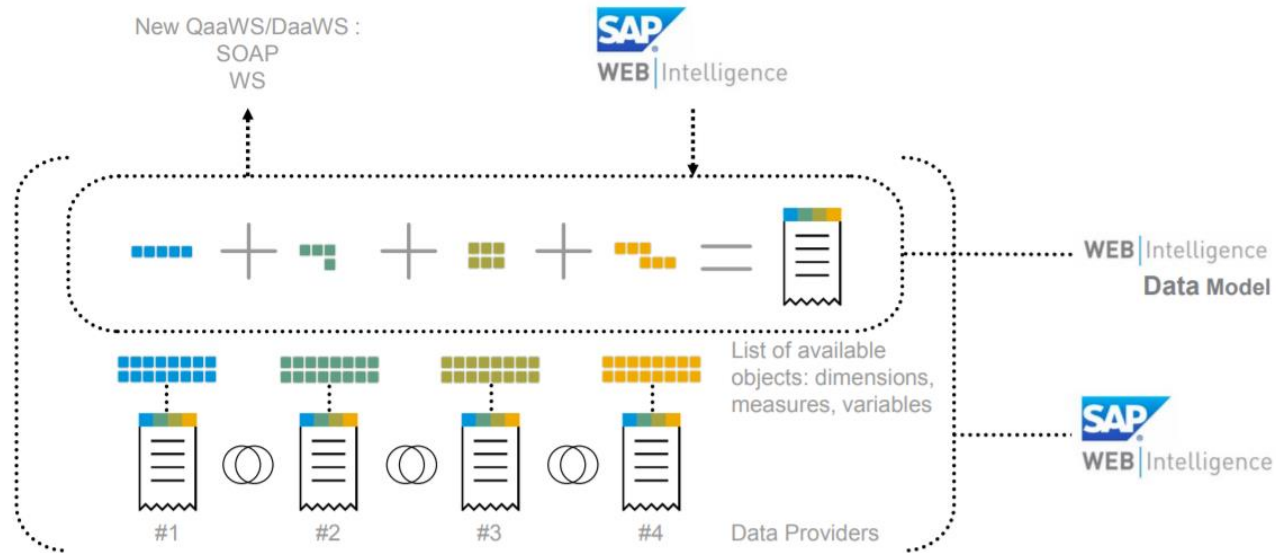 New QaaWS/DaaWS :
SOAP
WS
SAP
WEB Intelligence
WEB Intelligence
Data Model
List of available
objects: dimensions,
measures, variables
SAP
WEB Intelligence
#1
#2
#3
#4
Data Providers